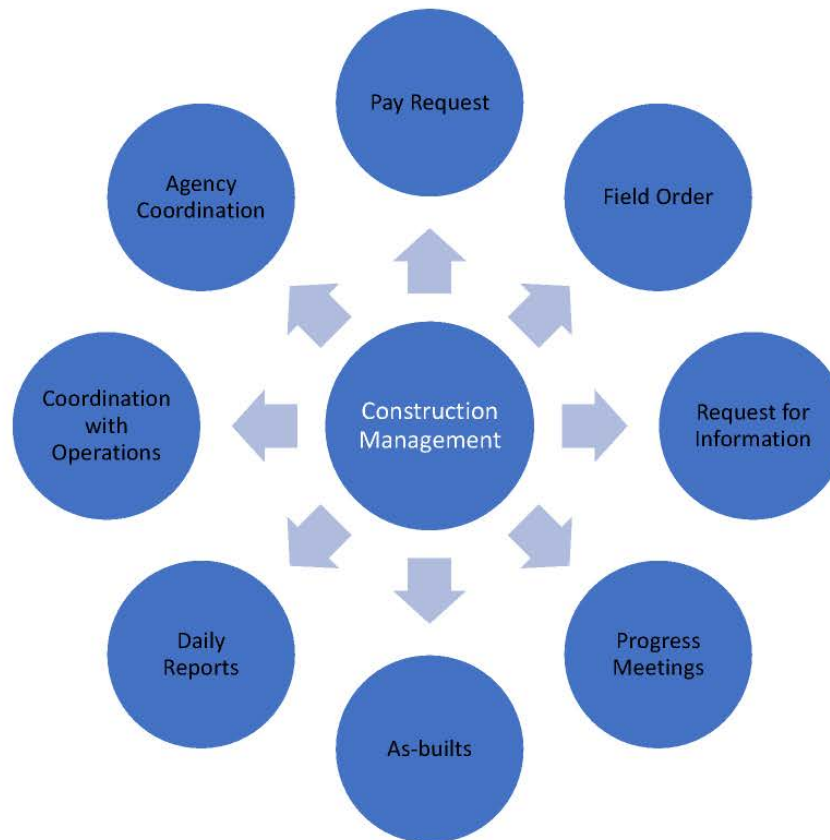 Pay Request
Agency
Coordination
Field Order
Coordination
with
Operations
Construction
Management
Request for
Information
Daily
Reports
Progress
Meetings
As-builts